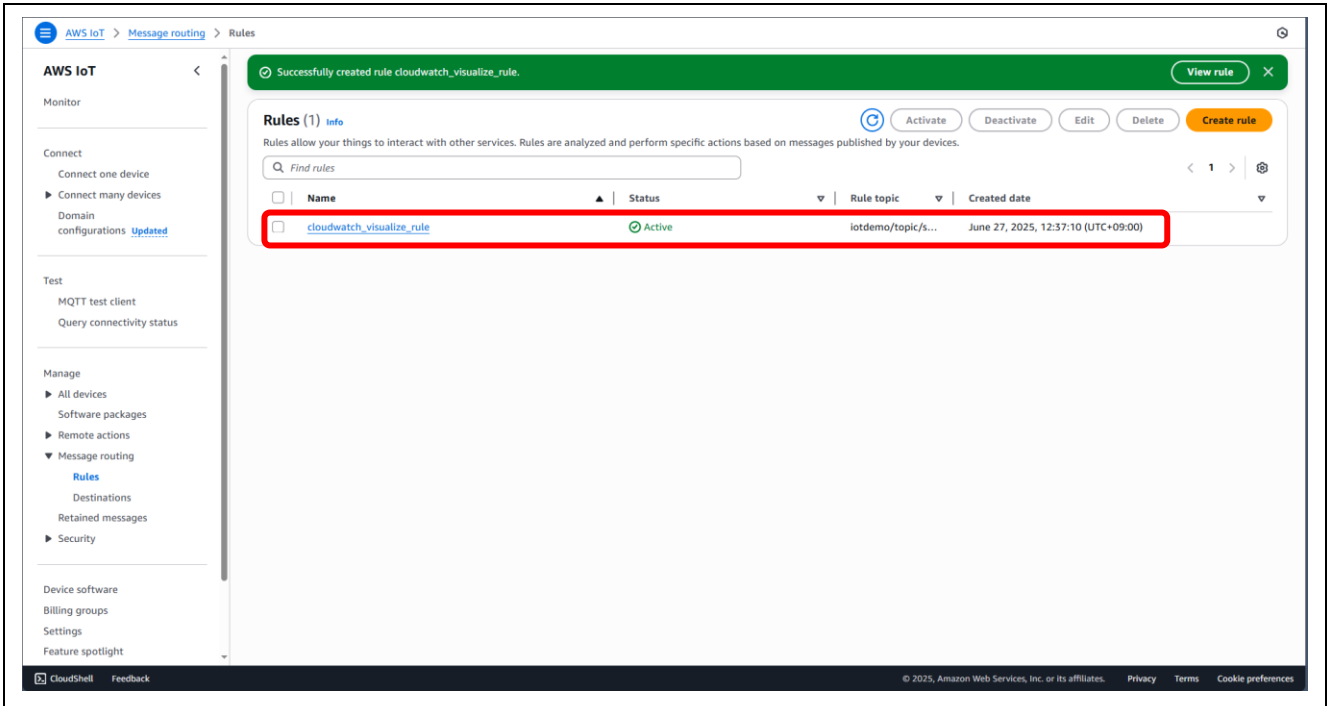 AWS IoT > Message routing > Rules
AWS IoT
Monitor
Connect
Connect one device
Connect many devices
Domain
configurations Updated
Test
MQTT test client
Query connectivity status
Manage
All devices
Software packages
Remote actions
Message routing
Rules
Destinations
Retained messages
Security
Device software
Billing groups
Settings
Feature spotlight
Successfully created rule cloudwatch_visualize_rule.
View rule
Rules (1) Info
Activate
Deactivate
Edit
Delete
Create rule
Rules allow your things to interact with other services. Rules are analyzed and perform specific actions based on messages published by your devices.
Find rules
1
Name
Status
Rule topic
Created date
cloudwatch_visualize_rule
Active
iotdemo/topic/s...
June 27, 2025, 12:37:10 (UTC+09:00)
CloudShell
Feedback
© 2025, Amazon Web Services, Inc. or its affiliates.
Privacy
Terms
Cookie preferences